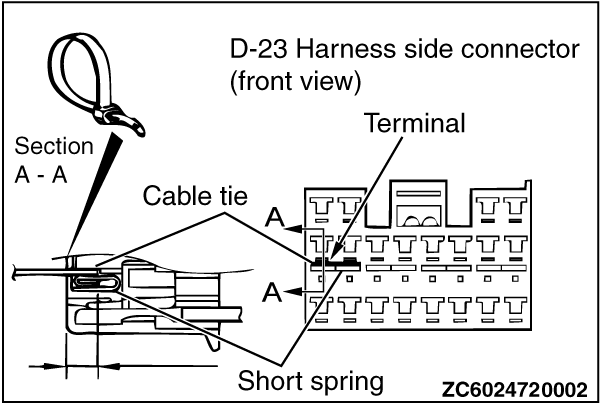 D-23 Harness side connector
(front view)
Terminal
Section
A - A
Cable tie
A
A
Short spring
ZC6024720002